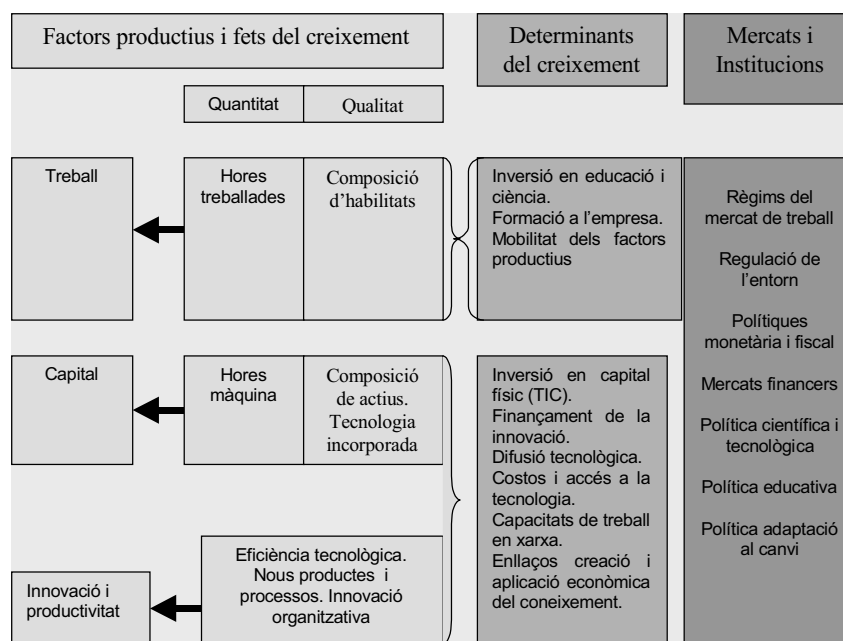 Factors productius i fets del creixement
Determinants
del creixement
Mercats i
Institucions
Quantitat
Qualitat
Treball
Hores
treballades
Composició
d'habilitats
Inversió en educació i
ciència.
Formació a l'empresa.
Mobilitat dels factors
productius
Capital
Hores
màquina
Composició
de actius.
Tecnologia
incorporada
Inversió en capital
físic (TIC).
Finançament de la
innovació.
Difusió tecnològica.
Costos i accés a la
tecnologia.
Capacitats de treball
en xarxa.
Enllaços creació i
aplicació econòmica
del coneixement.
Innovació i
productivitat
Eficiència tecnològica.
Nous productes i
processos. Innovació
organitzativa
Règims del
mercat de treball
Regulació de
l'entorn
Polítiques
monetària i fiscal
Mercats financers
Política científica i
tecnològica
Política educativa
Política adaptació
al canvi